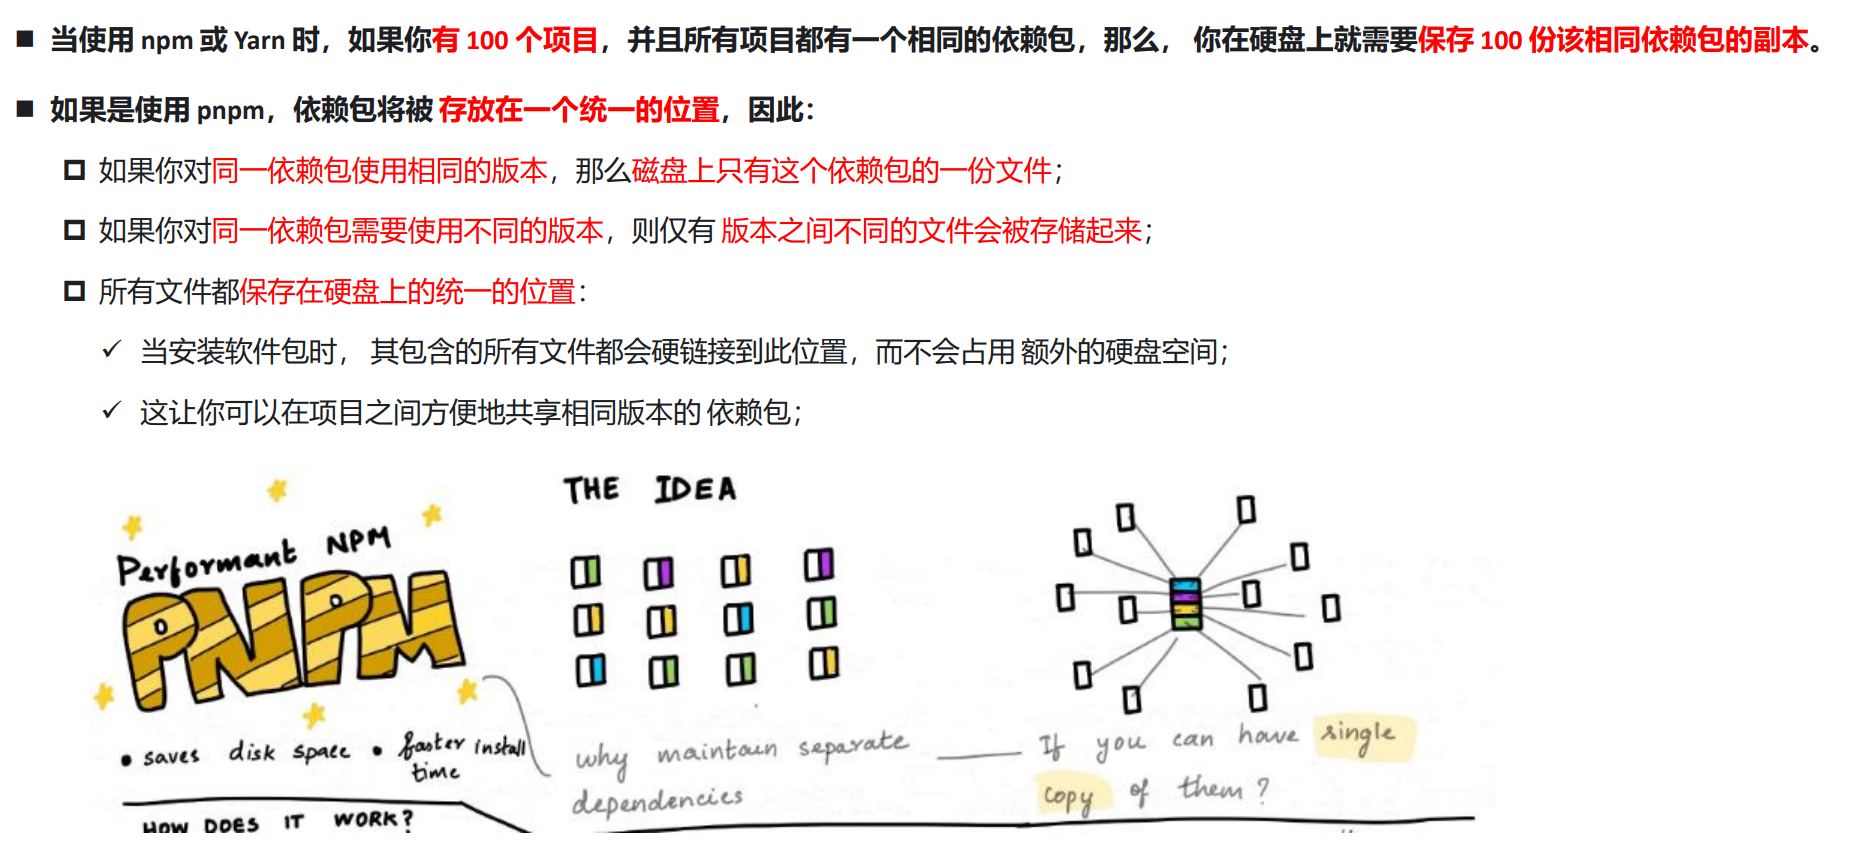 当使用 npm 或 Yarn 时，如果你有 100 个项目，并且所有项目都有一个相同的依赖包，那么， 你在硬盘上就需要保存 100 份该相同依赖包的副本。
如果是使用 pnpm，依赖包将被 存放在一个统一的位置，因此：
如果你对同一依赖包使用相同的版本，那么磁盘上只有这个依赖包的一份文件；
如果你对同一依赖包需要使用不同的版本，则仅有 版本之间不同的文件会被存储起来；
所有文件都保存在硬盘上的统一的位置：
✓ 当安装软件包时， 其包含的所有文件都会硬链接到此位置，而不会占用 额外的硬盘空间；
✓ 这让你可以在项目之间方便地共享相同版本的 依赖包；
Performant NPM
PNPM
• saves disk space • faster install time
HOW DOES IT WORK?
THE IDEA
why maintain separate
dependencies
If you can have single
copy of them?